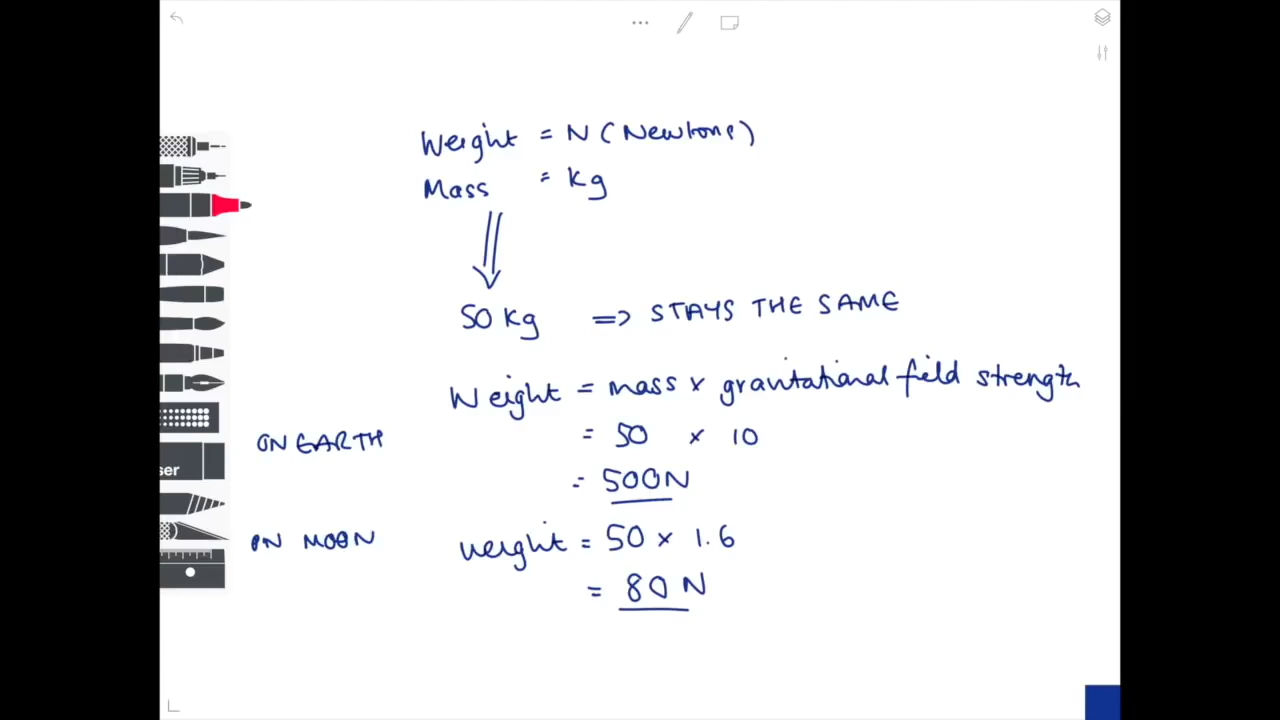 Weight = N (Newtons)
Mass = kg
50 kg => STAYS THE SAME
Weight = mass x gravitational field strength
ON EARTH = 50 x 10
= 500N
ON MOON weight = 50 x 1.6
= 80 N
ser